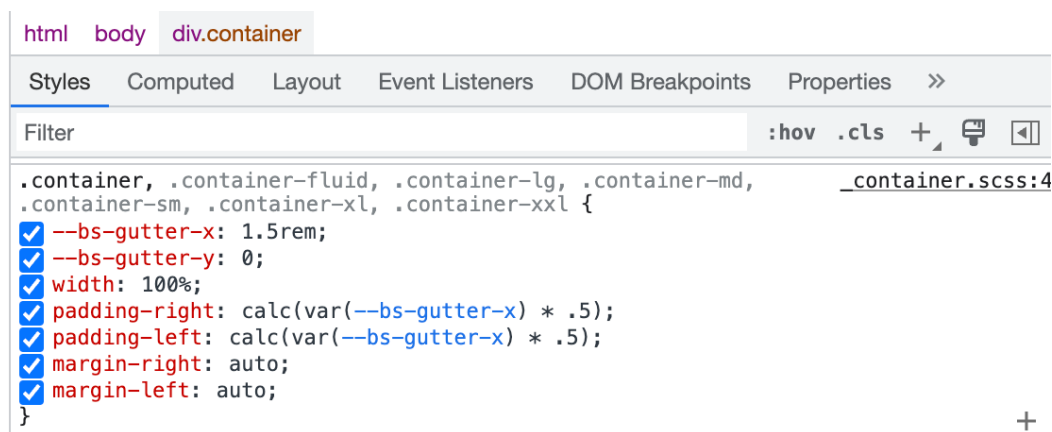 html body div.container
Styles Computed Layout Event Listeners DOM Breakpoints Properties »
Filter :hov .cls +
.container, .container-fluid, .container-lg, .container-md, _container.scss:4
.container-sm, .container-xl, .container-xxl {
--bs-gutter-x: 1.5rem;
--bs-gutter-y: 0;
width: 100%;
padding-right: calc(var(--bs-gutter-x) * .5);
padding-left: calc(var(--bs-gutter-x) * .5);
margin-right: auto;
margin-left: auto;
}
+